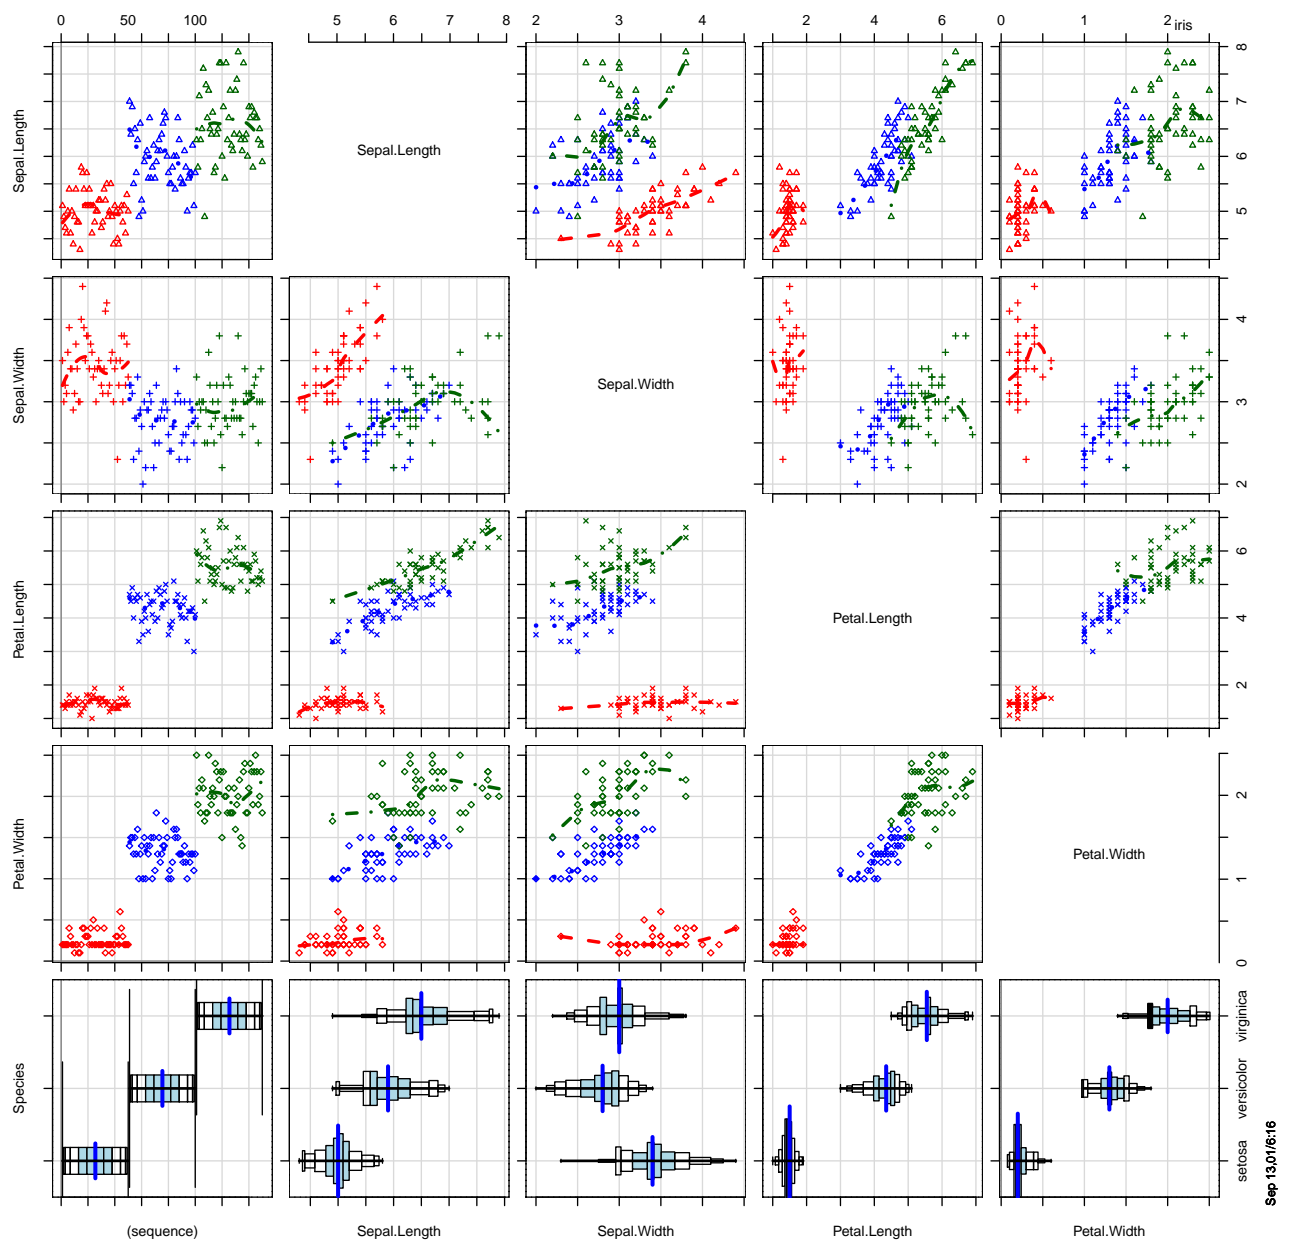 0 50 100 5 6 7 8 2 3 4 2 4 6 0 1 2 iris
Sepal.Length
Sepal.Length
5 6 7 8
Sepal.Width
Sepal.Width
2 3 4
Petal.Length
Petal.Length
2 4 6
Petal.Width
Petal.Width
0 1 2
Species
setosa versicolor virginica
(sequence) Sepal.Length Sepal.Width Petal.Length Petal.Width
Sep 13,01/6:16